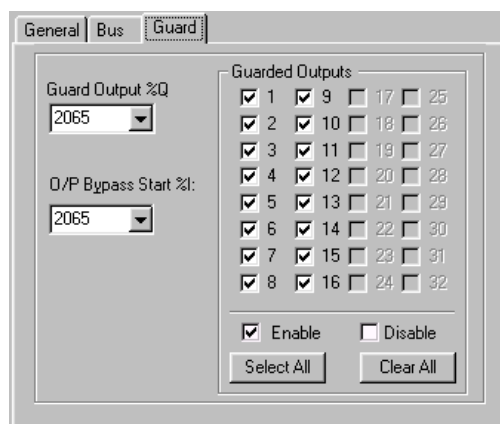 General Bus Guard
Guard Output %Q
2065
O/P Bypass Start %I:
2065
Guarded Outputs
1 9 17 25
2 10 18 26
3 11 19 27
4 12 20 28
5 13 21 29
6 14 22 30
7 15 23 31
8 16 24 32
Enable Disable
Select All Clear All